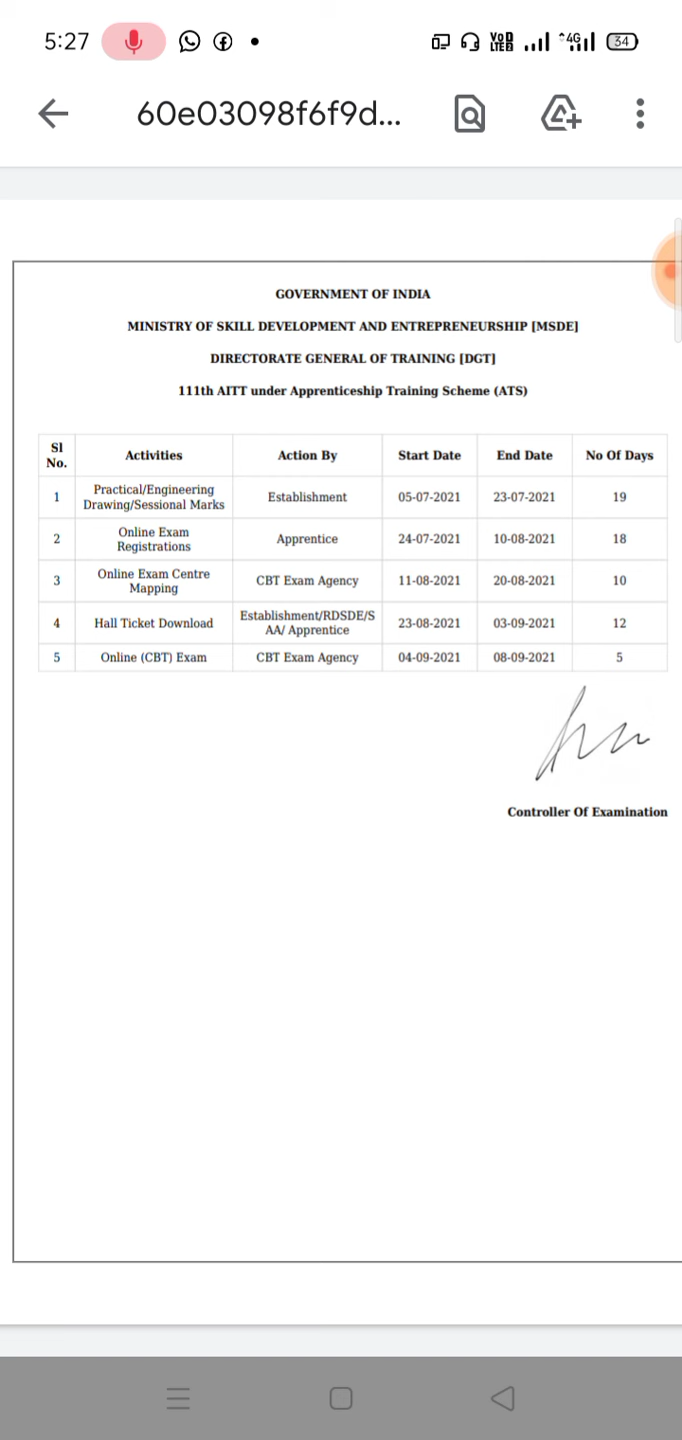 5:27
VoD LTE2 4G 34
60e03098f6f9d...
GOVERNMENT OF INDIA
MINISTRY OF SKILL DEVELOPMENT AND ENTREPRENEURSHIP [MSDE]
DIRECTORATE GENERAL OF TRAINING [DGT]
111th AITT under Apprenticeship Training Scheme (ATS)
Sl No. Activities Action By Start Date End Date No Of Days
1 Practical/Engineering Drawing/Sessional Marks Establishment 05-07-2021 23-07-2021 19
2 Online Exam Registrations Apprentice 24-07-2021 10-08-2021 18
3 Online Exam Centre Mapping CBT Exam Agency 11-08-2021 20-08-2021 10
4 Hall Ticket Download Establishment/RDSDE/SAA/ Apprentice 23-08-2021 03-09-2021 12
5 Online (CBT) Exam CBT Exam Agency 04-09-2021 08-09-2021 5
Controller Of Examination